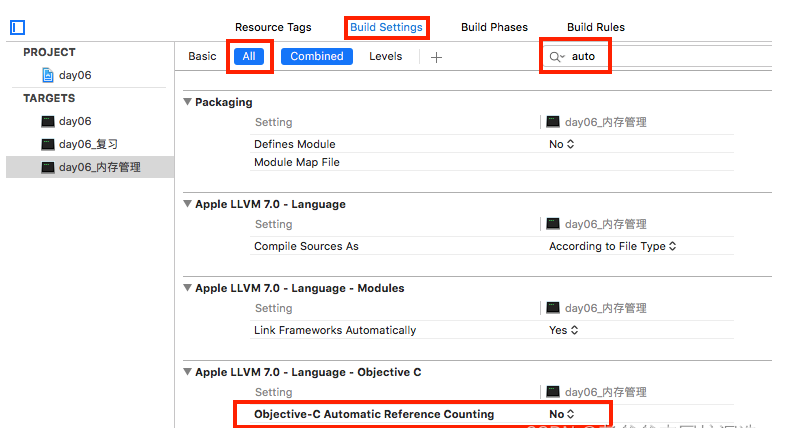 Resource Tags Build Settings Build Phases Build Rules
PROJECT
day06
TARGETS
day06
day06_复习
day06_内存管理
Basic All Combined Levels + auto
Packaging
Setting day06_内存管理
Defines Module No
Module Map File
Apple LLVM 7.0 - Language
Setting day06_内存管理
Compile Sources As According to File Type
Apple LLVM 7.0 - Language - Modules
Setting day06_内存管理
Link Frameworks Automatically Yes
Apple LLVM 7.0 - Language - Objective C
Setting day06_内存管理
Objective-C Automatic Reference Counting No